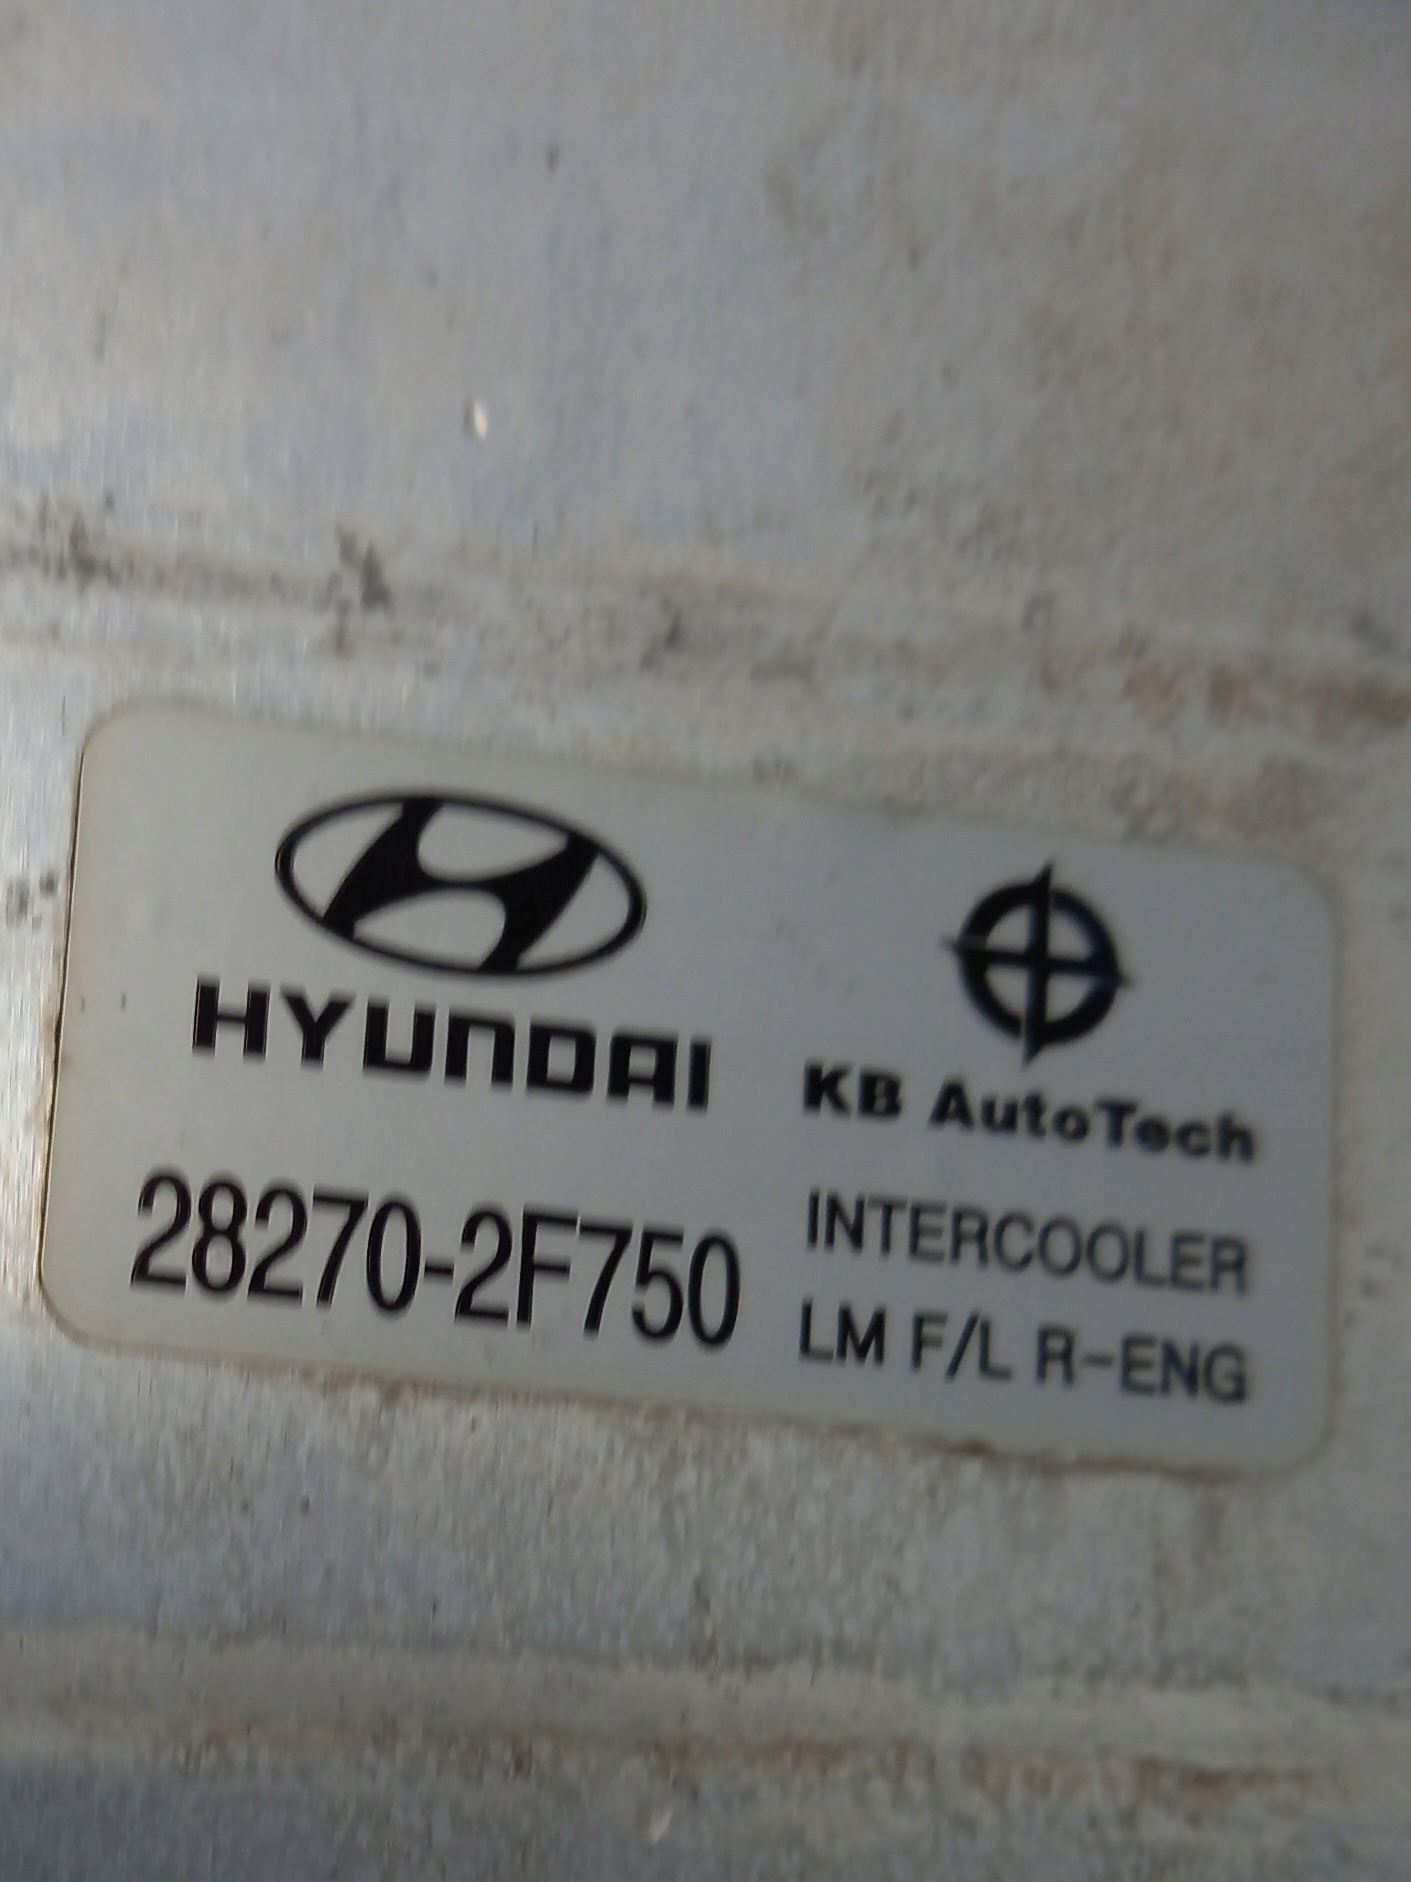 HYUNDAI
KB AutoTech
28270-2F750
INTERCOOLER
LM F/L R-ENG